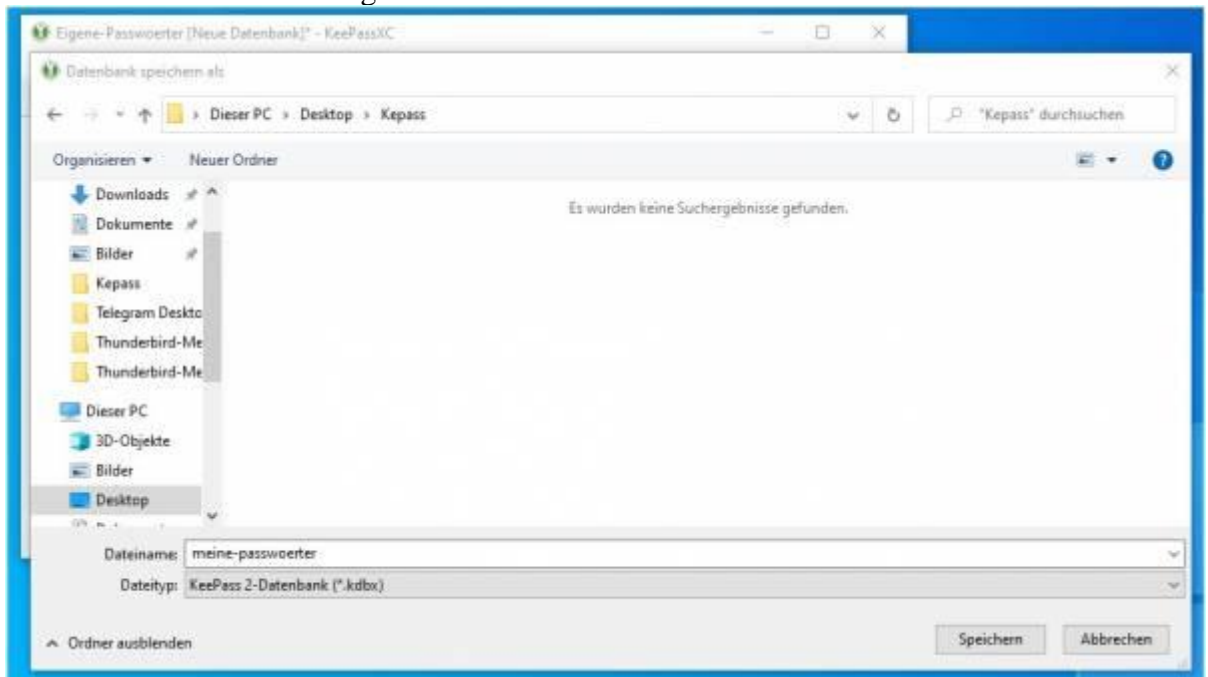 Eigene-Passwoerter [Neue Datenbank]* - KeePassXC
Datenbank speichern als
Dieser PC › Desktop › Kepass
"Kepass" durchsuchen
Organisieren
Neuer Ordner
Downloads
Es wurden keine Suchergebnisse gefunden.
Dokumente
Bilder
Kepass
Telegram Deskto
Thunderbird-Me
Thunderbird-Me
Dieser PC
3D-Objekte
Bilder
Desktop
Dateiname: meine-passwoerter
Dateityp: KeePass 2-Datenbank (*.kdbx)
Ordner ausblenden
Speichern
Abbrechen